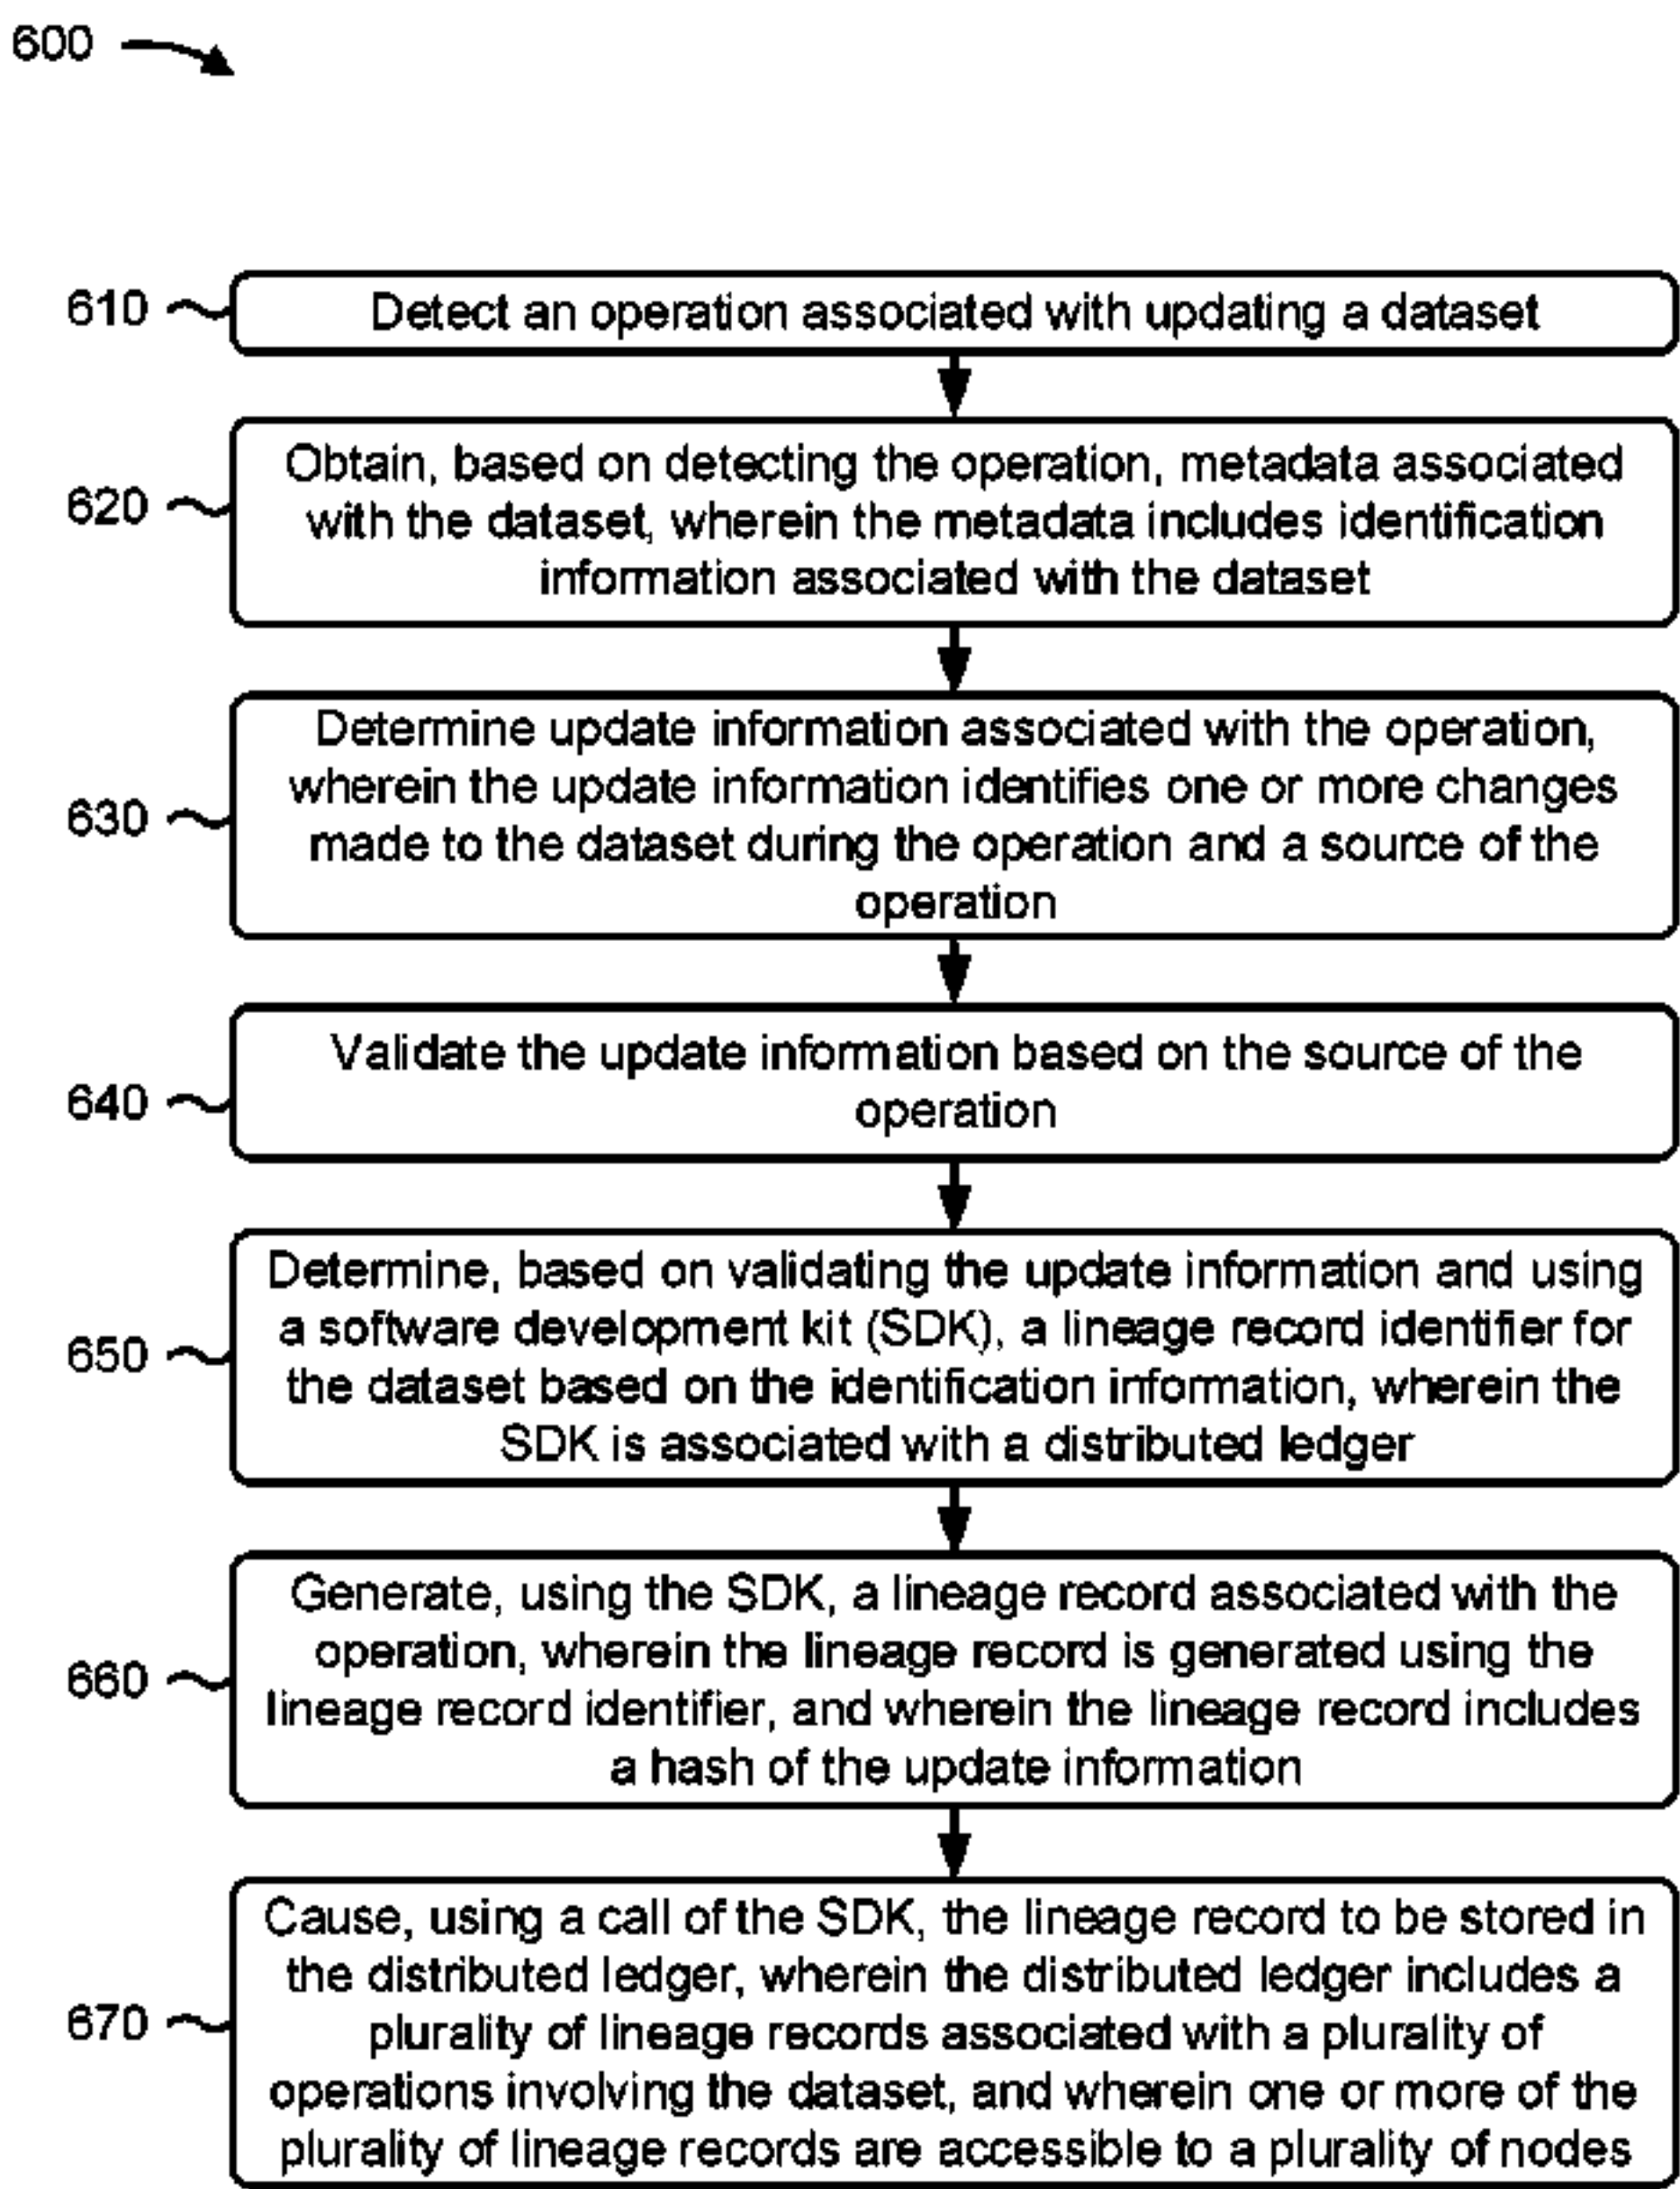 600
610
Detect an operation associated with updating a dataset
620
Obtain, based on detecting the operation, metadata associated
with the dataset, wherein the metadata includes identification
information associated with the dataset
630
Determine update information associated with the operation,
wherein the update information identifies one or more changes
made to the dataset during the operation and a source of the
operation
640
Validate the update information based on the source of the
operation
650
Determine, based on validating the update information and using
a software development kit (SDK), a lineage record identifier for
the dataset based on the identification information, wherein the
SDK is associated with a distributed ledger
660
Generate, using the SDK, a lineage record associated with the
operation, wherein the lineage record is generated using the
lineage record identifier, and wherein the lineage record includes
a hash of the update information
670
Cause, using a call of the SDK, the lineage record to be stored in
the distributed ledger, wherein the distributed ledger includes a
plurality of lineage records associated with a plurality of
operations involving the dataset, and wherein one or more of the
plurality of lineage records are accessible to a plurality of nodes